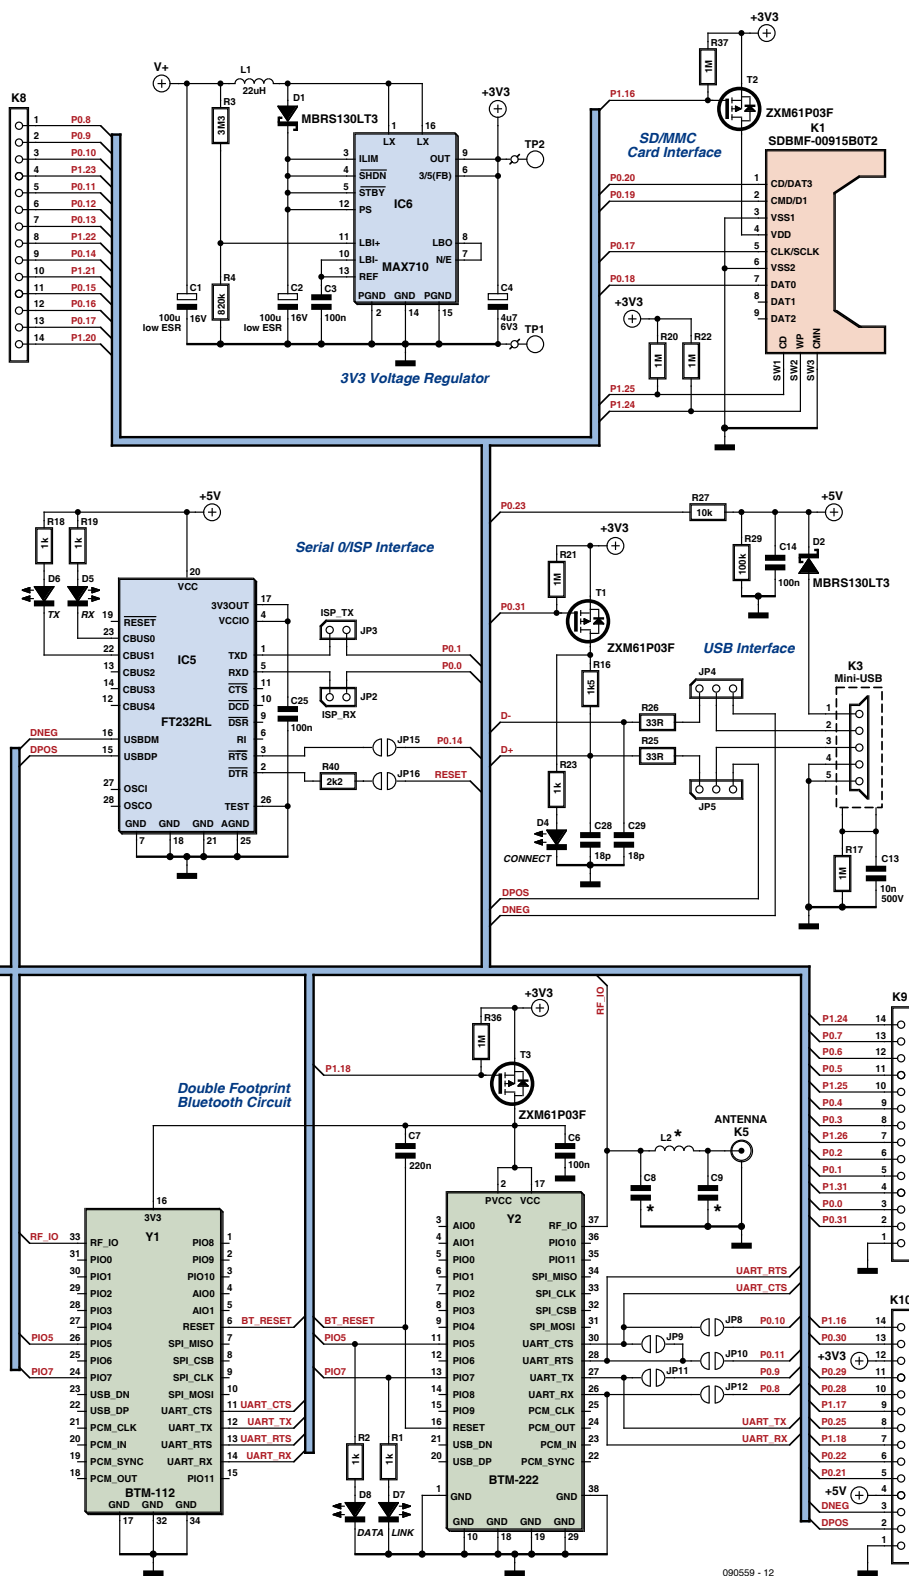 K8
1 P0.8
2 P0.9
3 P0.10
4 P1.23
5 P0.11
6 P0.12
7 P0.13
8 P1.22
9 P0.14
10 P1.21
11 P0.15
12 P0.16
13 P0.17
14 P1.20
V+
L1
22uH
R3
3M3
D1
MBRS130LT3
R4
820k
C1
100u
16V
low ESR
C2
100u
16V
low ESR
C3
100n
1
16
LX
LX
3 ILIM
4 SHDN
5 STBY
12 PS
11 LBI+
10 LBI-
13 REF
OUT 9
3/5(FB) 6
LBO 8
N/E 7
IC6
MAX710
PGND
GND
PGND
2
14
15
+3V3
TP2
C4
4u7
6V3
TP1
3V3 Voltage Regulator
+3V3
R37
1M
T2
P1.16
ZXM61P03F
K1
SDBMF-00915B0T2
SD/MMC
Card Interface
P0.20 1 CD/DAT3
P0.19 2 CMD/D1
3 VSS1
4 VDD
P0.17 5 CLK/SCLK
6 VSS2
P0.18 7 DAT0
8 DAT1
9 DAT2
CD
WP
CMN
SW1
SW2
SW3
+3V3
R20
1M
R22
1M
P1.25
P1.24
+5V
R18
1k
R19
1k
D6
TX
D5
RX
Serial 0/ISP Interface
20
VCC
19 RESET
23 CBUS0
22 CBUS1
13 CBUS2
14 CBUS3
12 CBUS4
16 USBDM
15 USBDP
27 OSCI
28 OSCO
3V3OUT 17
VCCIO 4
TXD 1
RXD 5
CTS 11
DCD 10
DSR 9
RI 6
RTS 3
DTR 2
TEST 26
IC5
FT232RL
GND
GND
GND
AGND
7
18
21
25
DNEG
DPOS
ISP_TX
JP3
P0.1
P0.0
JP2
ISP_RX
C25
100n
JP15
P0.14
R40
2k2
JP16
RESET
P0.23
R27
10k
+5V
R29
100k
C14
100n
D2
MBRS130LT3
+3V3
R21
1M
T1
P0.31
ZXM61P03F
USB Interface
R16
1k5
JP4
K3
Mini-USB
1
2
3
4
5
D-
R26
33R
D+
R25
33R
JP5
R23
1k
D4
CONNECT
C28
18p
C29
18p
R17
1M
C13
10n
500V
DPOS
DNEG
+3V3
R36
1M
T3
P1.18
ZXM61P03F
Double Footprint
Bluetooth Circuit
C7
220n
C6
100n
RF_IO
ANTENNA
K5
L2 *
C8
*
C9
*
16
3V3
Y1
RF_IO 33 RF_IO
31 PIO0
30 PIO1
29 PIO2
28 PIO3
27 PIO4
PIO5 26 PIO5
25 PIO6
PIO7 24 PIO7
23 USB_DN
22 USB_DP
21 PCM_CLK
20 PCM_IN
19 PCM_SYNC
18 PCM_OUT
PIO8 1
PIO9 2
PIO10 3
AIO0 4
AIO1 5
RESET 6 BT_RESET
SPI_MISO 7
SPI_CSB 8
SPI_CLK 9
SPI_MOSI 10
UART_CTS 11 UART_CTS
UART_TX 12 UART_TX
UART_RTS 13 UART_RTS
UART_RX 14 UART_RX
PIO11 15
BTM-112
GND
GND
GND
17
32
34
2
17
PVCC
VCC
Y2
3 AIO0
4 AIO1
5 PIO0
6 PIO1
7 PIO2
8 PIO3
BT_RESET 9 PIO4
PIO5 11 PIO5
12 PIO6
PIO7 13 PIO7
14 PIO8
15 PIO9
16 RESET
21 USB_DN
20 USB_DP
1 GND
RF_IO 37
PIO10 36
PIO11 35
SPI_MISO 34
SPI_CLK 33
SPI_CSB 32
SPI_MOSI 31
UART_CTS 30
UART_RTS 28
UART_TX 27
UART_RX 26
PCM_CLK 25
PCM_OUT 24
PCM_IN 23
PCM_SYNC 22
GND 38
BTM-222
GND
GND
GND
GND
10
18
19
29
R2
1k
R1
1k
D8
DATA
D7
LINK
UART_RTS
UART_CTS
JP8
P0.10
JP9
JP10
P0.11
JP11
P0.9
JP12
P0.8
UART_TX
UART_RX
K9
P1.24 14
P0.7 13
P0.6 12
P0.5 11
P1.25 10
P0.4 9
P0.3 8
P1.26 7
P0.2 6
P0.1 5
P1.31 4
P0.0 3
P0.31 2
1
K10
P1.16 14
P0.30 13
+3V3 12
P0.29 11
P0.28 10
P1.17 9
P0.25 8
P1.18 7
P0.22 6
P0.21 5
+5V 4
DNEG 3
DPOS 2
1
090559 - 12